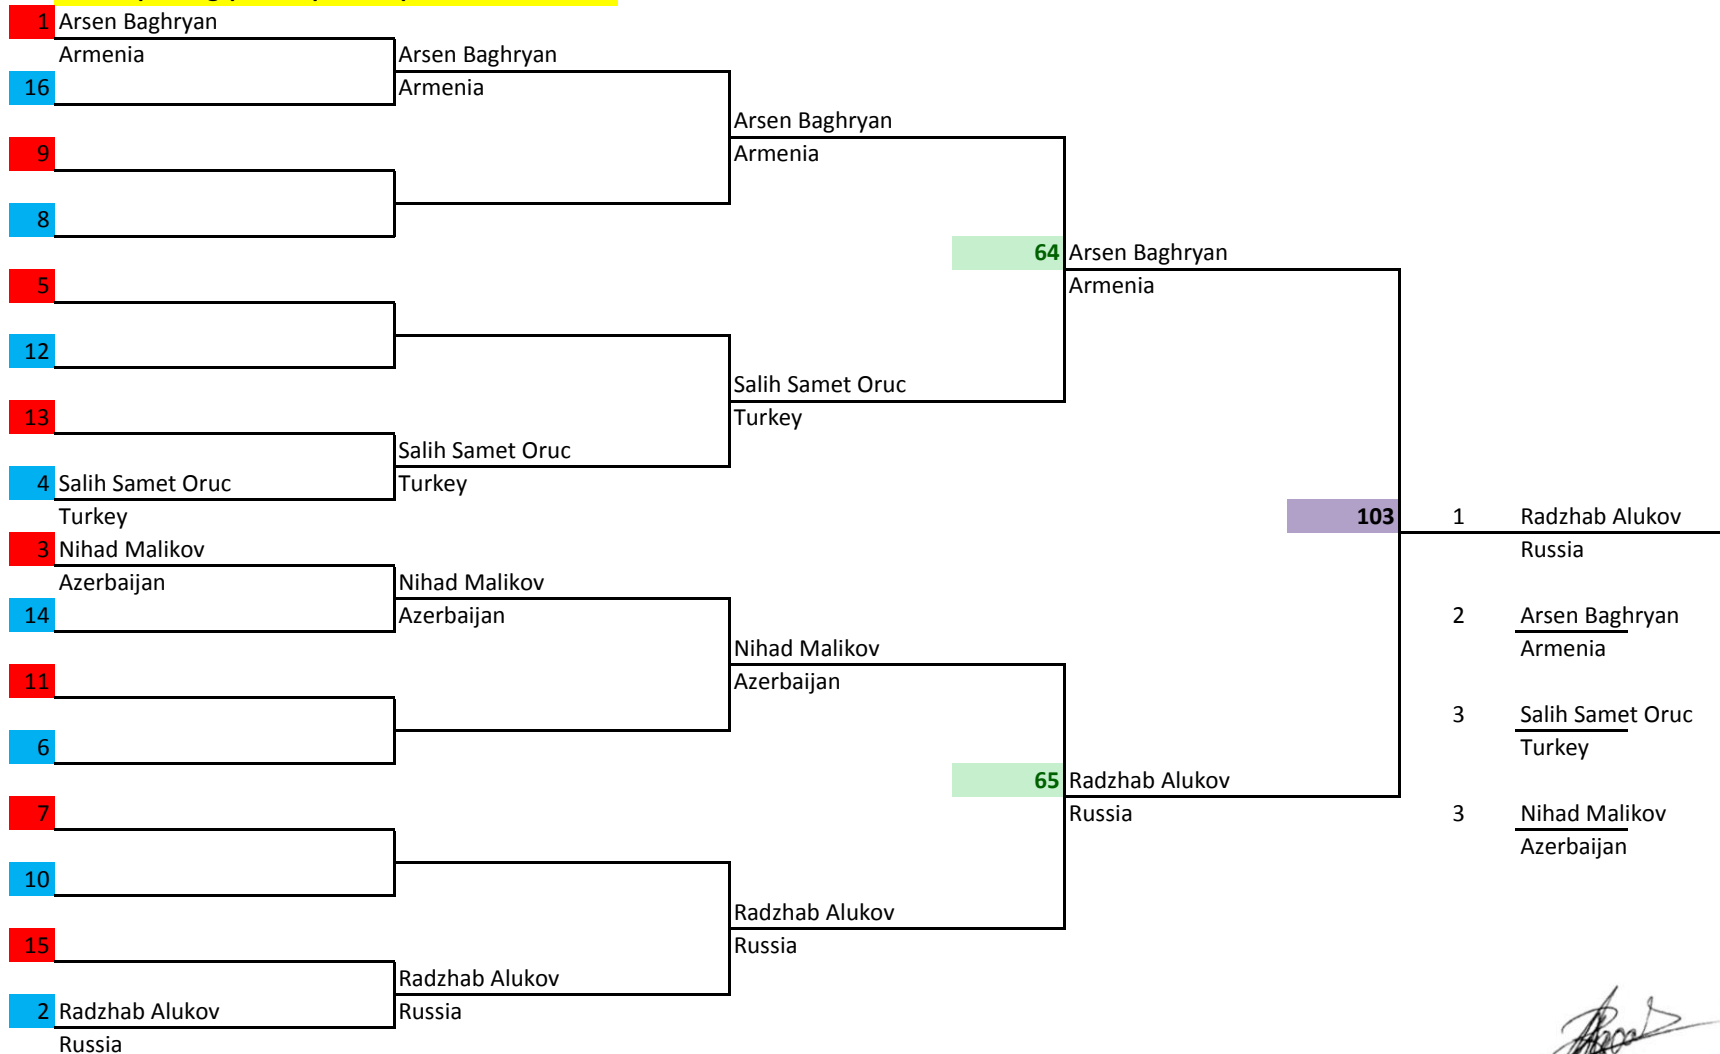 1 Arsen Baghryan
Armenia
Arsen Baghryan
16
Armenia
Arsen Baghryan
9
Armenia
8
64 Arsen Baghryan
5
Armenia
12
Salih Samet Oruc
13
Turkey
Salih Samet Oruc
4 Salih Samet Oruc
Turkey
Turkey
103 1 Radzhab Alukov
3 Nihad Malikov
Russia
Azerbaijan
Nihad Malikov
14
Azerbaijan
2 Arsen Baghryan
Nihad Malikov
Armenia
11
Azerbaijan
3 Salih Samet Oruc
6
Turkey
65 Radzhab Alukov
7
Russia
3 Nihad Malikov
Azerbaijan
10
Radzhab Alukov
15
Russia
Radzhab Alukov
2 Radzhab Alukov
Russia
Russia